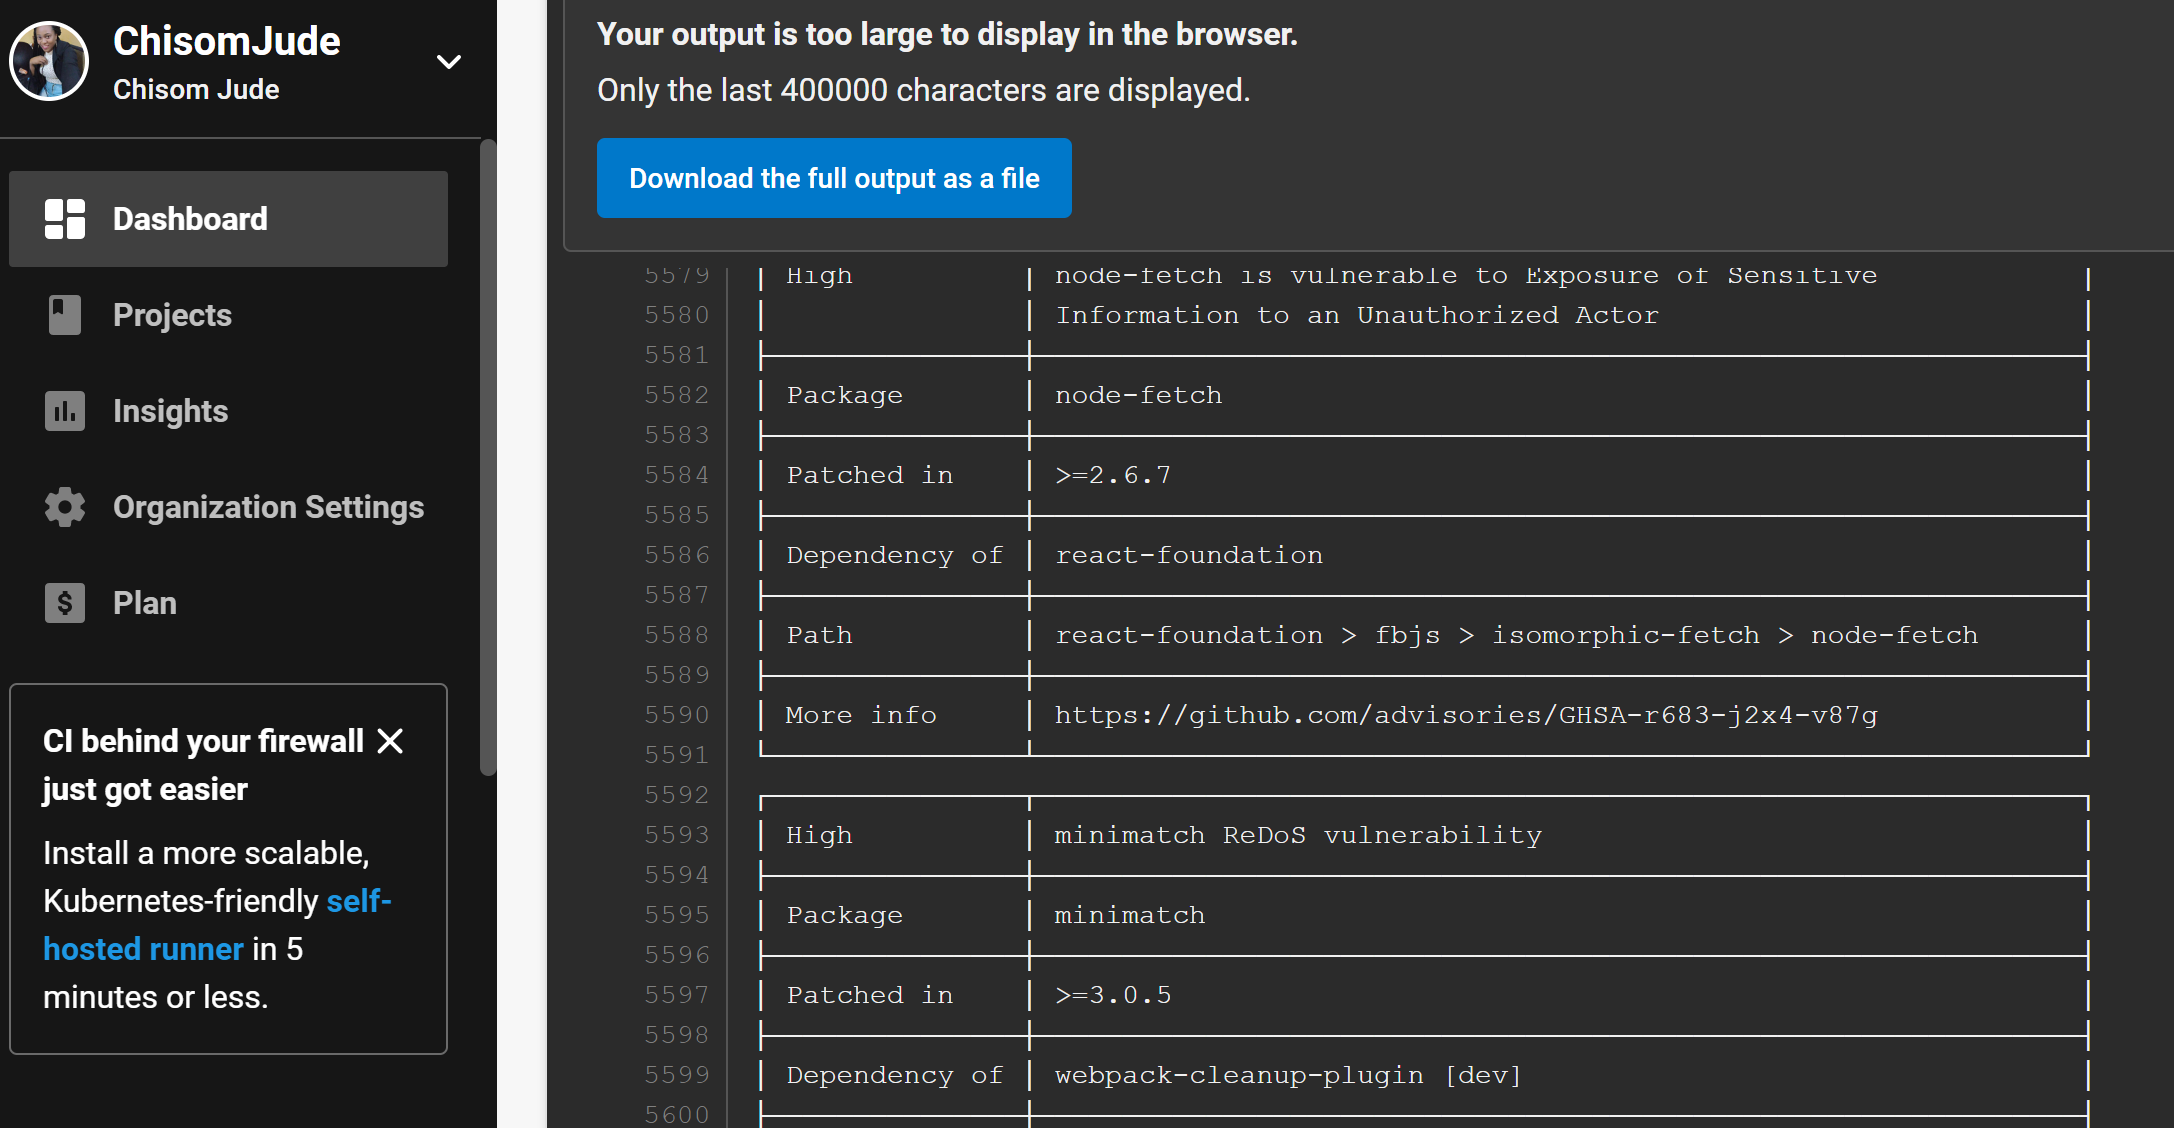 ChisomJude
Chisom Jude
Dashboard
Projects
Insights
Organization Settings
Plan
CI behind your firewall
just got easier
Install a more scalable,
Kubernetes-friendly self-
hosted runner in 5
minutes or less.
Your output is too large to display in the browser.
Only the last 400000 characters are displayed.
Download the full output as a file
5579 │ High │ node-fetch is vulnerable to Exposure of Sensitive │
5580 │ │ Information to an Unauthorized Actor │
5581
5582 │ Package │ node-fetch │
5583
5584 │ Patched in │ >=2.6.7 │
5585
5586 │ Dependency of │ react-foundation │
5587
5588 │ Path │ react-foundation > fbjs > isomorphic-fetch > node-fetch │
5589
5590 │ More info │ https://github.com/advisories/GHSA-r683-j2x4-v87g │
5591
5592
5593 │ High │ minimatch ReDoS vulnerability │
5594
5595 │ Package │ minimatch │
5596
5597 │ Patched in │ >=3.0.5 │
5598
5599 │ Dependency of │ webpack-cleanup-plugin [dev] │
5600